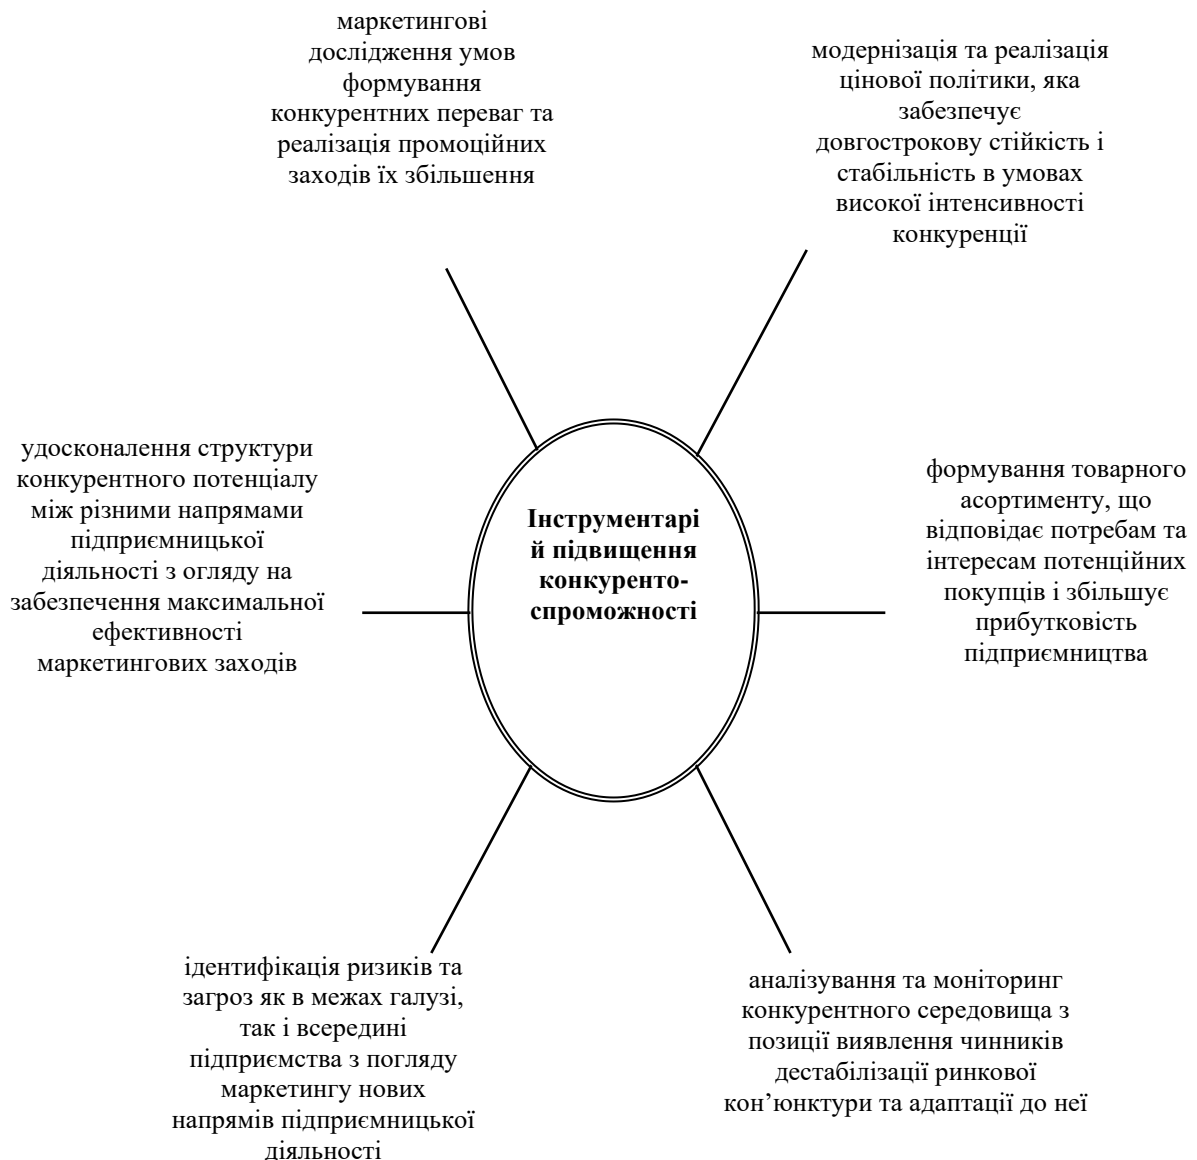 маркетингові
дослідження умов
формування
конкурентних переваг та
реалізація промоційних
заходів їх збільшення
модернізація та реалізація
цінової політики, яка
забезпечує
довгострокову стійкість і
стабільність в умовах
високої інтенсивності
конкуренції
удосконалення структури
конкурентного потенціалу
між різними напрямами
підприємницької
діяльності з огляду на
забезпечення максимальної
ефективності
маркетингових заходів
Інструментарі
й підвищення
конкуренто-
спроможності
формування товарного
асортименту, що
відповідає потребам та
інтересам потенційних
покупців і збільшує
прибутковість
підприємництва
ідентифікація ризиків та
загроз як в межах галузі,
так і всередині
підприємства з погляду
маркетингу нових
напрямів підприємницької
діяльності
аналізування та моніторинг
конкурентного середовища з
позиції виявлення чинників
дестабілізації ринкової
кон’юнктури та адаптації до неї